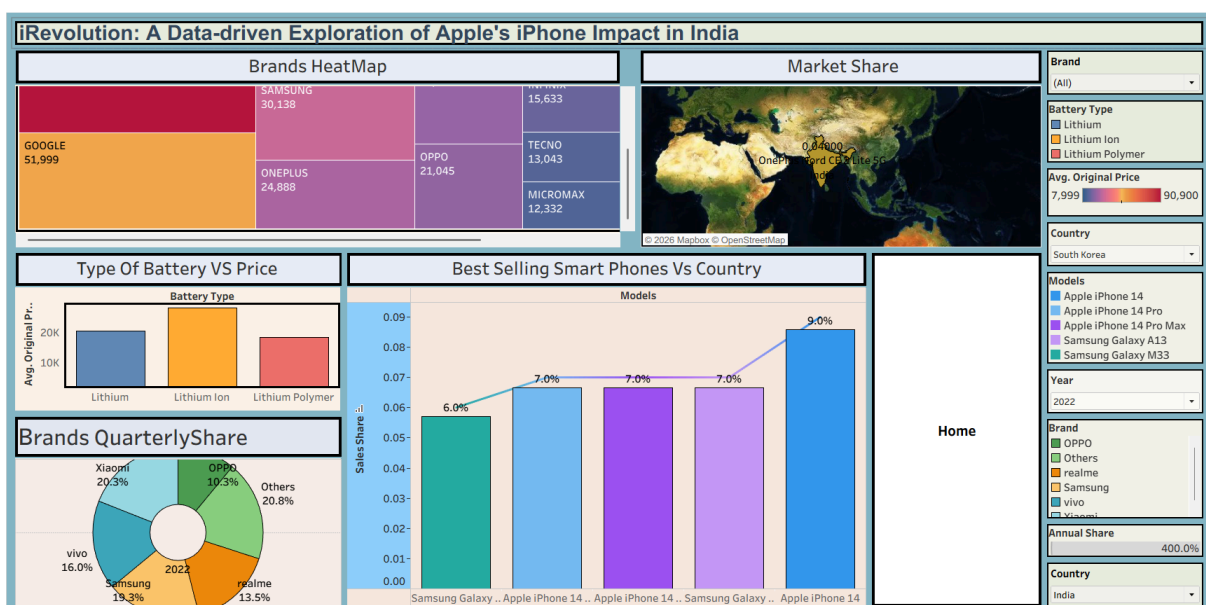 iRevolution: A Data-driven Exploration of Apple's iPhone Impact in India
Brands HeatMap
SAMSUNG
30,138
INFINIX
15,633
GOOGLE
51,999
ONEPLUS
24,888
OPPO
21,045
TECNO
13,043
MICROMAX
12,332
Market Share
0.04000
OnePlus Nord CE 2 Lite 5G
India
© 2026 Mapbox © OpenStreetMap
Type Of Battery VS Price
Battery Type
Avg. Original Pr..
20K
10K
Lithium
Lithium Ion
Lithium Polymer
Brands QuarterlyShare
Xiaomi
20.3%
OPPO
10.3%
Others
20.8%
vivo
16.0%
2022
Samsung
19.3%
realme
13.5%
Best Selling Smart Phones Vs Country
Models
Sales Share
0.09
0.08
0.07
0.06
0.05
0.04
0.03
0.02
0.01
0.00
6.0%
7.0%
7.0%
7.0%
9.0%
Samsung Galaxy ..
Apple iPhone 14 ..
Apple iPhone 14 ..
Samsung Galaxy ..
Apple iPhone 14
Home
Brand
(All)
Battery Type
Lithium
Lithium Ion
Lithium Polymer
Avg. Original Price
7,999
90,900
Country
South Korea
Models
Apple iPhone 14
Apple iPhone 14 Pro
Apple iPhone 14 Pro Max
Samsung Galaxy A13
Samsung Galaxy M33
Year
2022
Brand
OPPO
Others
realme
Samsung
vivo
Xiaomi
Annual Share
400.0%
Country
India